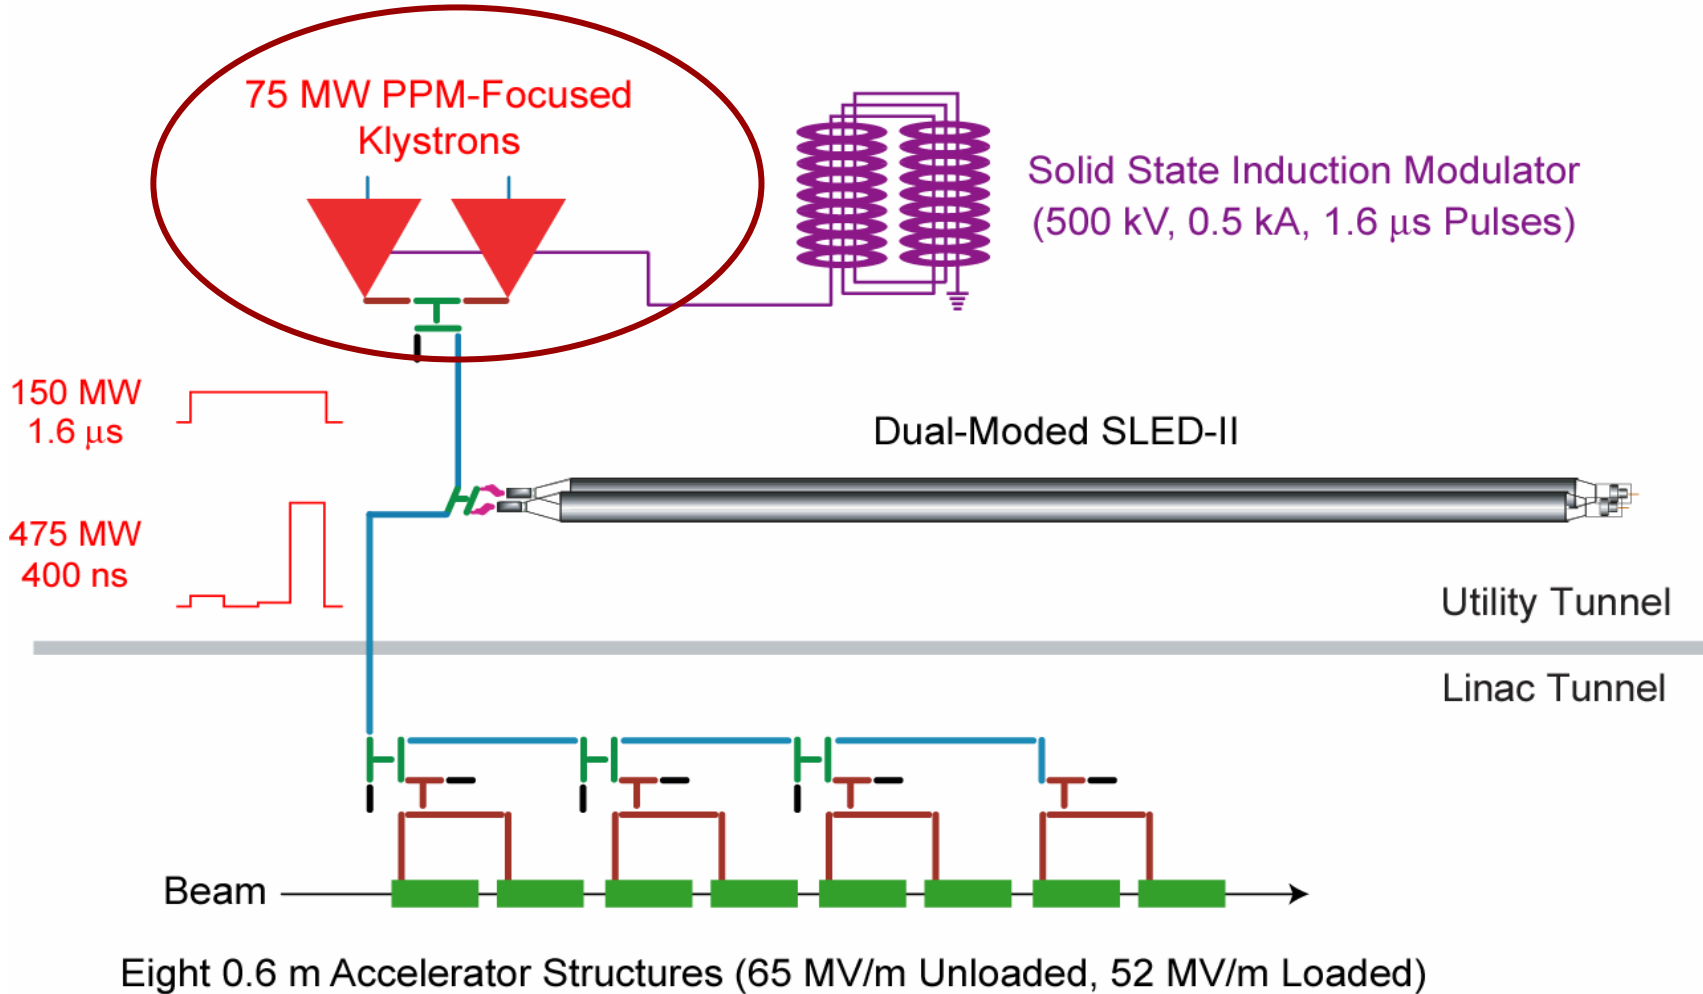 75 MW PPM-Focused
Klystrons
Solid State Induction Modulator
(500 kV, 0.5 kA, 1.6 μs Pulses)
150 MW
1.6 μs
Dual-Moded SLED-II
475 MW
400 ns
Utility Tunnel
Linac Tunnel
Beam
Eight 0.6 m Accelerator Structures (65 MV/m Unloaded, 52 MV/m Loaded)